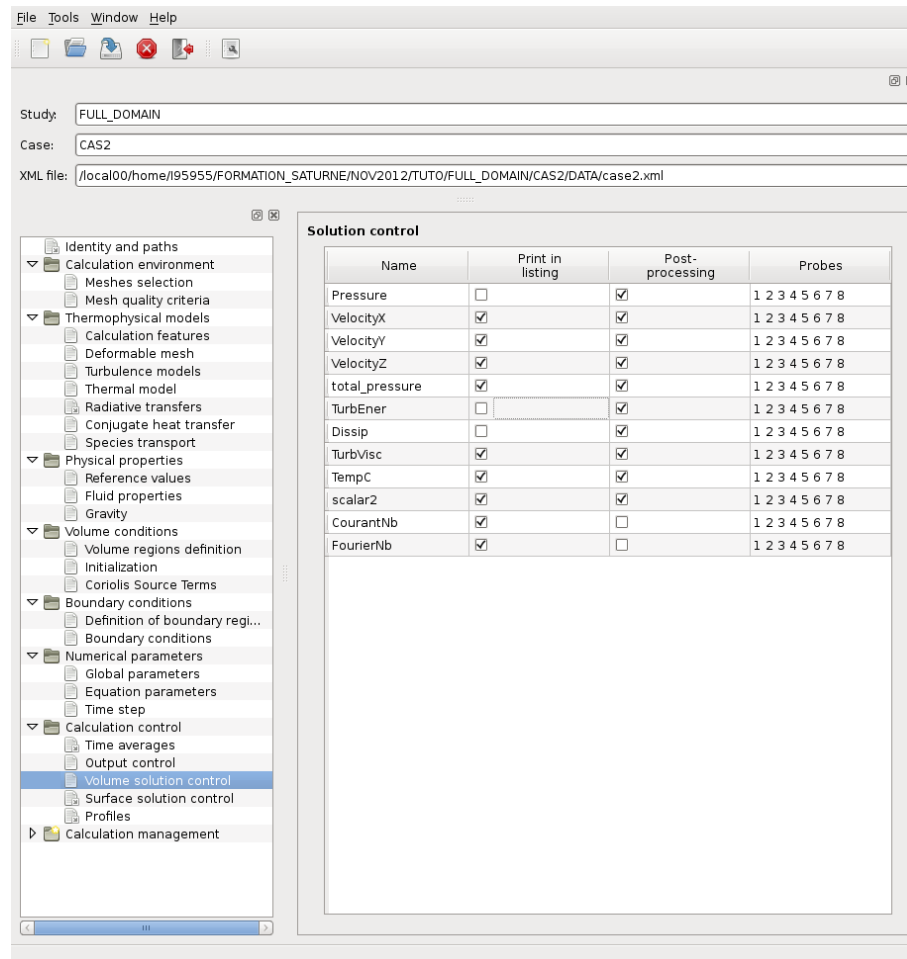 File Tools Window Help
Study: FULL_DOMAIN
Case: CAS2
XML file: /local00/home/I95955/FORMATION_SATURNE/NOV2012/TUTO/FULL_DOMAIN/CAS2/DATA/case2.xml
Identity and paths
Calculation environment
Meshes selection
Mesh quality criteria
Thermophysical models
Calculation features
Deformable mesh
Turbulence models
Thermal model
Radiative transfers
Conjugate heat transfer
Species transport
Physical properties
Reference values
Fluid properties
Gravity
Volume conditions
Volume regions definition
Initialization
Coriolis Source Terms
Boundary conditions
Definition of boundary regi...
Boundary conditions
Numerical parameters
Global parameters
Equation parameters
Time step
Calculation control
Time averages
Output control
Volume solution control
Surface solution control
Profiles
Calculation management
Solution control
Name Print in listing Post-processing Probes
Pressure 1 2 3 4 5 6 7 8
VelocityX 1 2 3 4 5 6 7 8
VelocityY 1 2 3 4 5 6 7 8
VelocityZ 1 2 3 4 5 6 7 8
total_pressure 1 2 3 4 5 6 7 8
TurbEner 1 2 3 4 5 6 7 8
Dissip 1 2 3 4 5 6 7 8
TurbVisc 1 2 3 4 5 6 7 8
TempC 1 2 3 4 5 6 7 8
scalar2 1 2 3 4 5 6 7 8
CourantNb 1 2 3 4 5 6 7 8
FourierNb 1 2 3 4 5 6 7 8